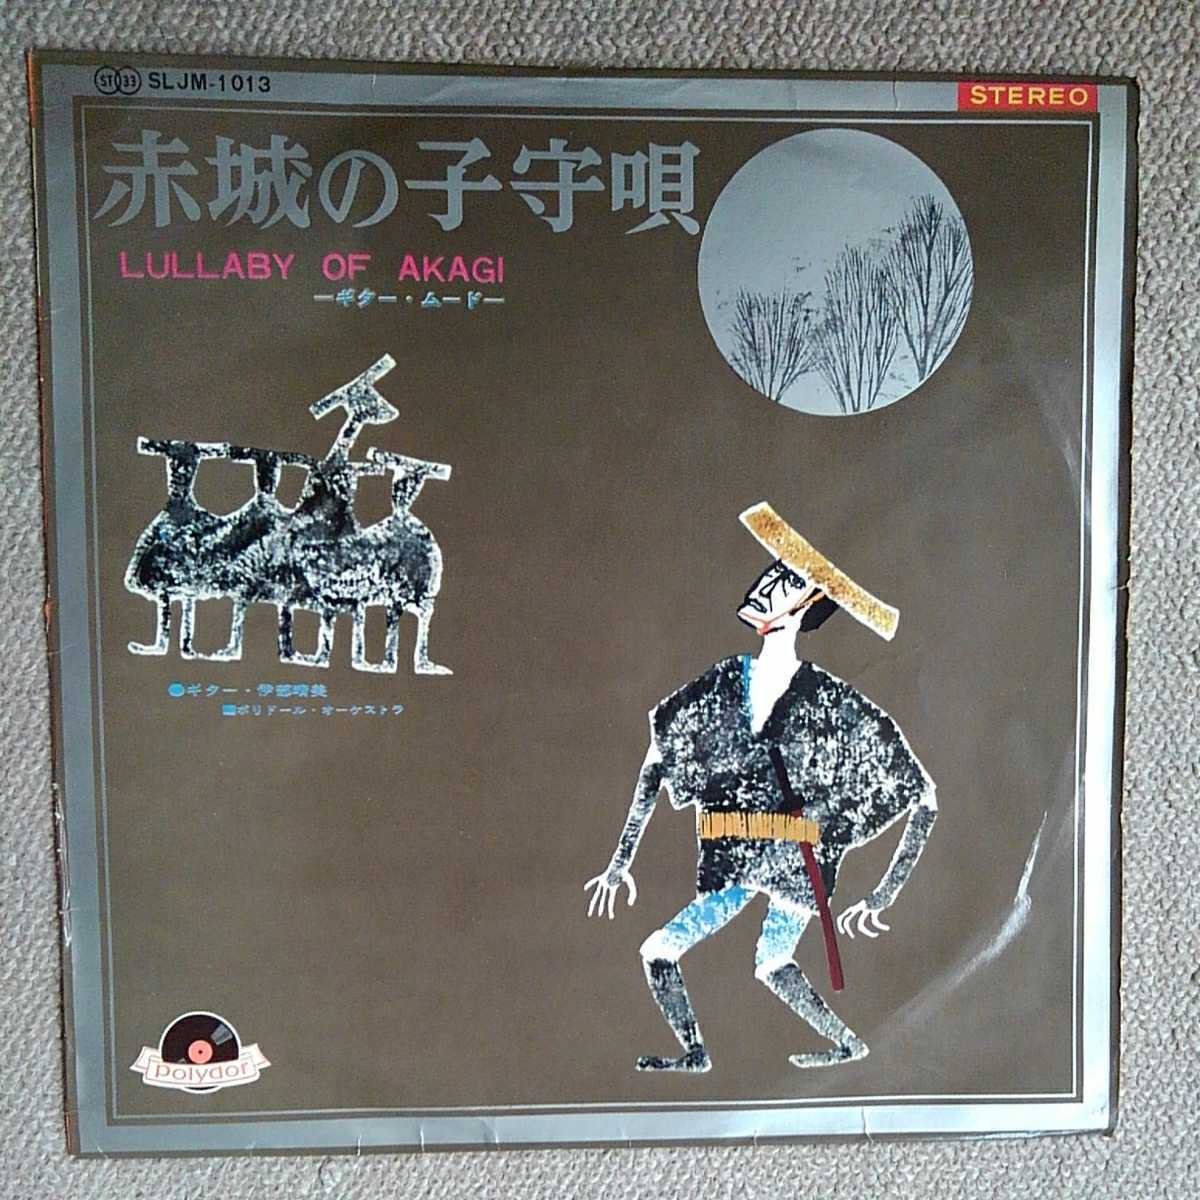 ST 33 SLJM-1013
STEREO
赤城の子守唄
LULLABY OF AKAGI
―ギター・ムード―
●ギター・伊部晴美
■ポリドール・オーケストラ
polydor